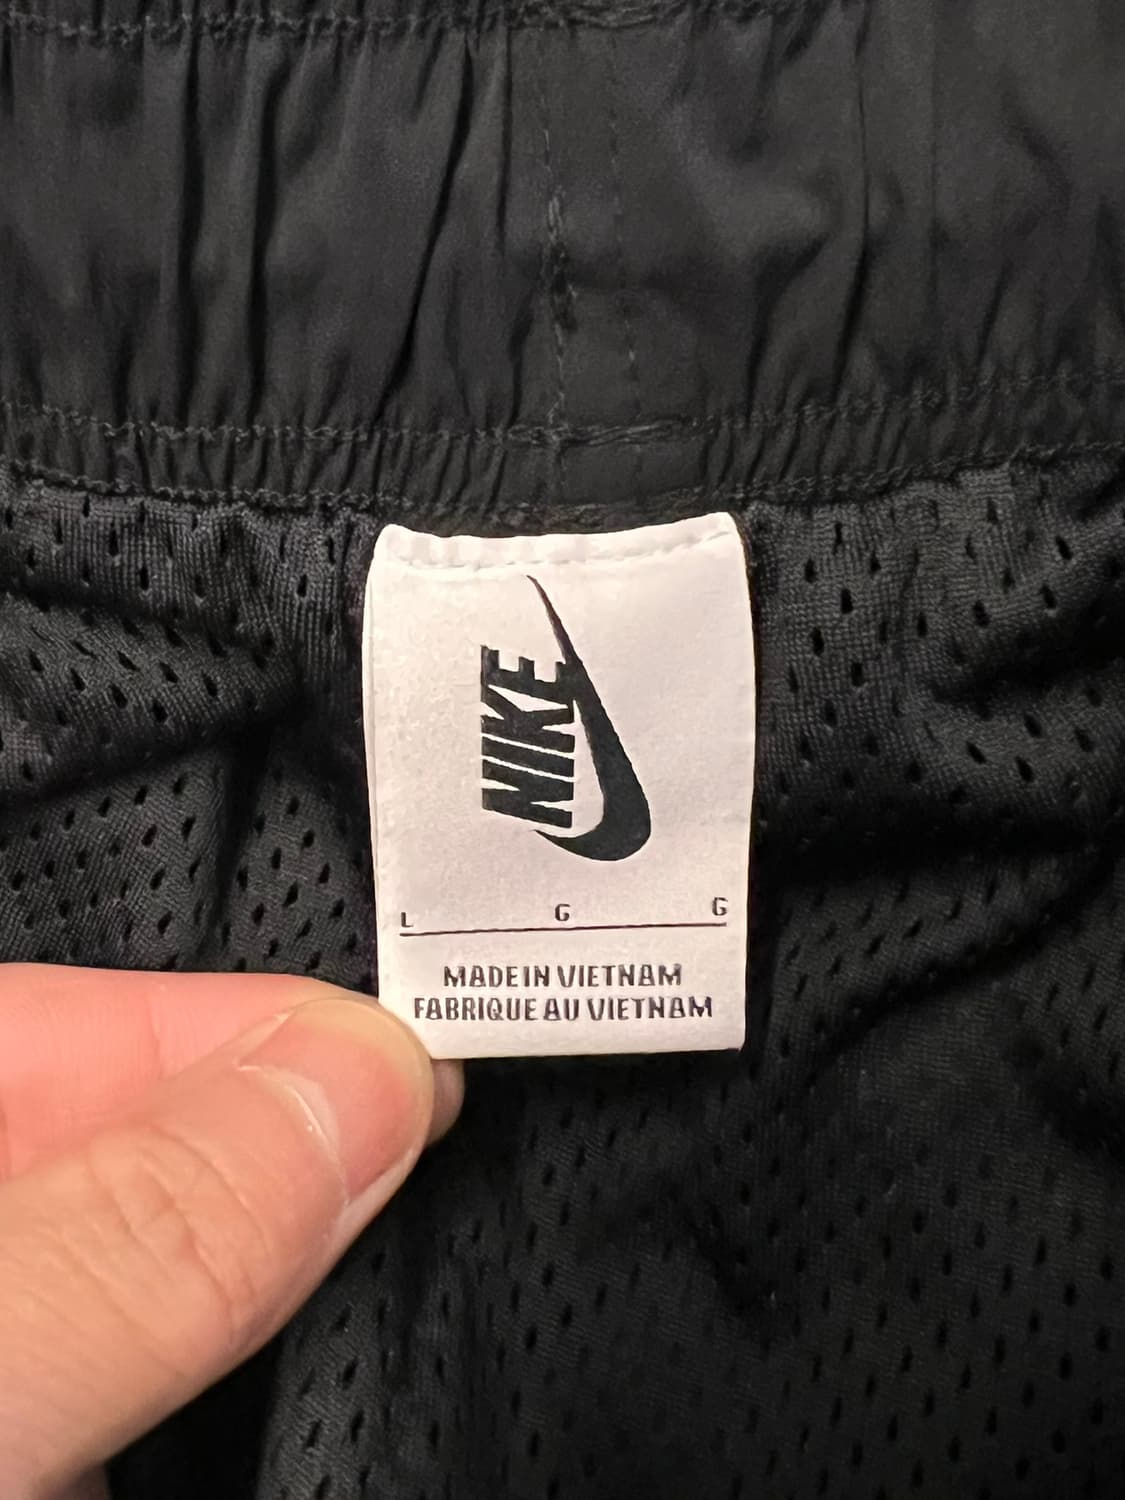 NIKE
L G G
MADE IN VIETNAM
FABRIQUE AU VIETNAM